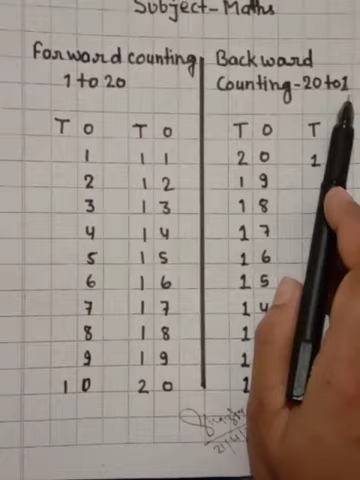 Subject - Maths
Forward counting
1 to 20
Backward
Counting - 20 to 1
T O T O T O T
1 1 1 2 0 1
2 1 2 1 9
3 1 3 1 8
4 1 4 1 7
5 1 5 1 6
6 1 6 1 5
7 1 7 1 4
8 1 8 1
9 1 9 1
1 0 2 0 1